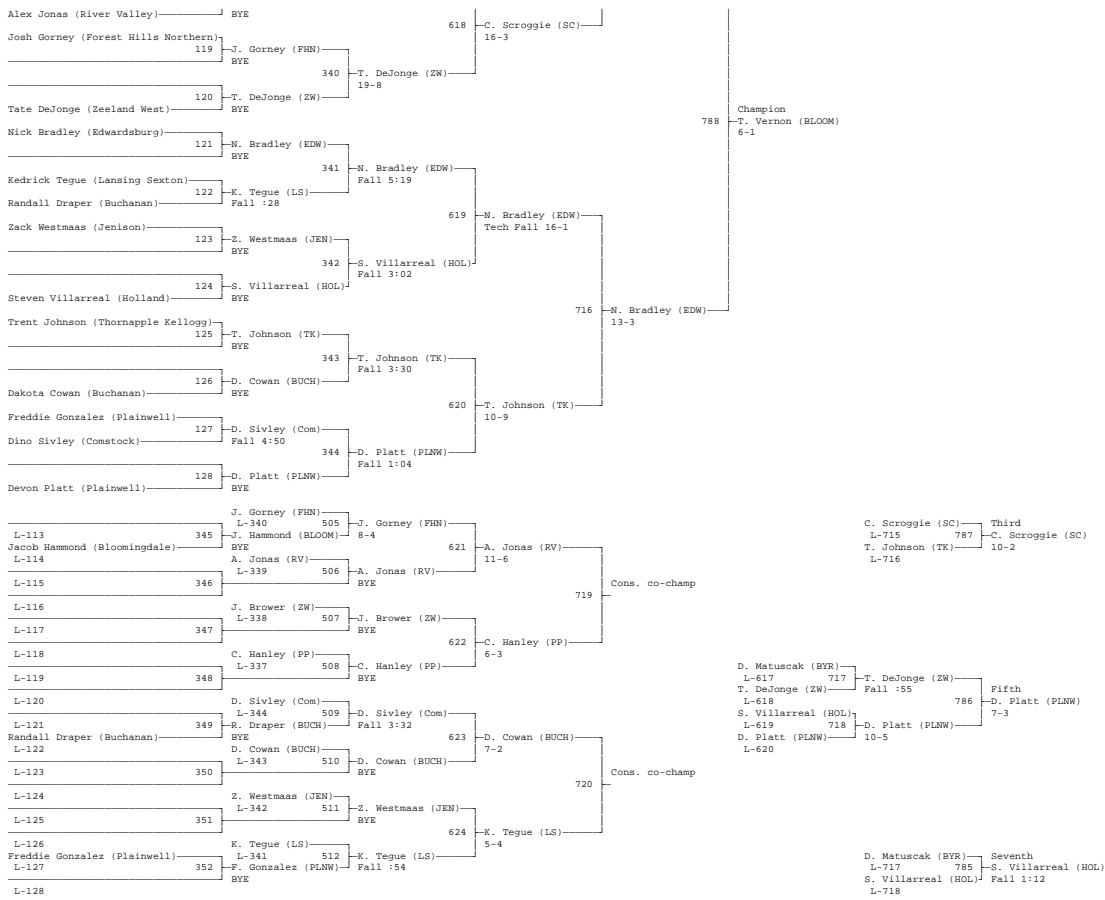 Alex Jonas (River Valley) BYE
618 C. Scroggie (SC)
16-3
Josh Gorney (Forest Hills Northern)
119 J. Gorney (FHN)
BYE
340 T. DeJonge (ZW)
19-8
120 T. DeJonge (ZW)
Tate DeJonge (Zeeland West) BYE
Champion
788 T. Vernon (BLOOM)
6-1
Nick Bradley (Edwardsburg)
121 N. Bradley (EDW)
BYE
341 N. Bradley (EDW)
Fall 5:19
Kedrick Tegue (Lansing Sexton)
122 K. Tegue (LS)
Randall Draper (Buchanan) Fall :28
619 N. Bradley (EDW)
Tech Fall 16-1
Zack Westmaas (Jenison)
123 Z. Westmaas (JEN)
BYE
342 S. Villarreal (HOL)
Fall 3:02
124 S. Villarreal (HOL)
Steven Villarreal (Holland) BYE
716 N. Bradley (EDW)
13-3
Trent Johnson (Thornapple Kellogg)
125 T. Johnson (TK)
BYE
343 T. Johnson (TK)
Fall 3:30
126 D. Cowan (BUCH)
Dakota Cowan (Buchanan) BYE
620 T. Johnson (TK)
10-9
Freddie Gonzalez (Plainwell)
127 D. Sivley (Com)
Dino Sivley (Comstock) Fall 4:50
344 D. Platt (PLNW)
Fall 1:04
128 D. Platt (PLNW)
Devon Platt (Plainwell) BYE
J. Gorney (FHN)
L-340 505 J. Gorney (FHN)
L-113 345 J. Hammond (BLOOM) 8-4
Jacob Hammond (Bloomingdale) BYE
621 A. Jonas (RV)
11-6
L-114 A. Jonas (RV)
L-339 506 A. Jonas (RV)
L-115 346 BYE
Cons. co-champ
719
L-116 J. Brower (ZW)
L-338 507 J. Brower (ZW)
L-117 347 BYE
622 C. Hanley (PP)
6-3
L-118 C. Hanley (PP)
L-337 508 C. Hanley (PP)
L-119 348 BYE
L-120 D. Sivley (Com)
L-344 509 D. Sivley (Com)
L-121 349 R. Draper (BUCH) Fall 3:32
Randall Draper (Buchanan) BYE
623 D. Cowan (BUCH)
7-2
L-122 D. Cowan (BUCH)
L-343 510 D. Cowan (BUCH)
L-123 350 BYE
Cons. co-champ
720
L-124 Z. Westmaas (JEN)
L-342 511 Z. Westmaas (JEN)
L-125 351 BYE
624 K. Tegue (LS)
5-4
L-126 K. Tegue (LS)
Freddie Gonzalez (Plainwell) L-341 512 K. Tegue (LS)
L-127 352 F. Gonzalez (PLNW) Fall :54
BYE
L-128
C. Scroggie (SC) Third
L-715 787 C. Scroggie (SC)
T. Johnson (TK) 10-2
L-716
D. Matuscak (BYR)
L-617 717 T. DeJonge (ZW)
T. DeJonge (ZW) Fall :55 Fifth
L-618 786 D. Platt (PLNW)
S. Villarreal (HOL) 7-3
L-619 718 D. Platt (PLNW)
D. Platt (PLNW) 10-5
L-620
D. Matuscak (BYR) Seventh
L-717 785 S. Villarreal (HOL)
S. Villarreal (HOL) Fall 1:12
L-718